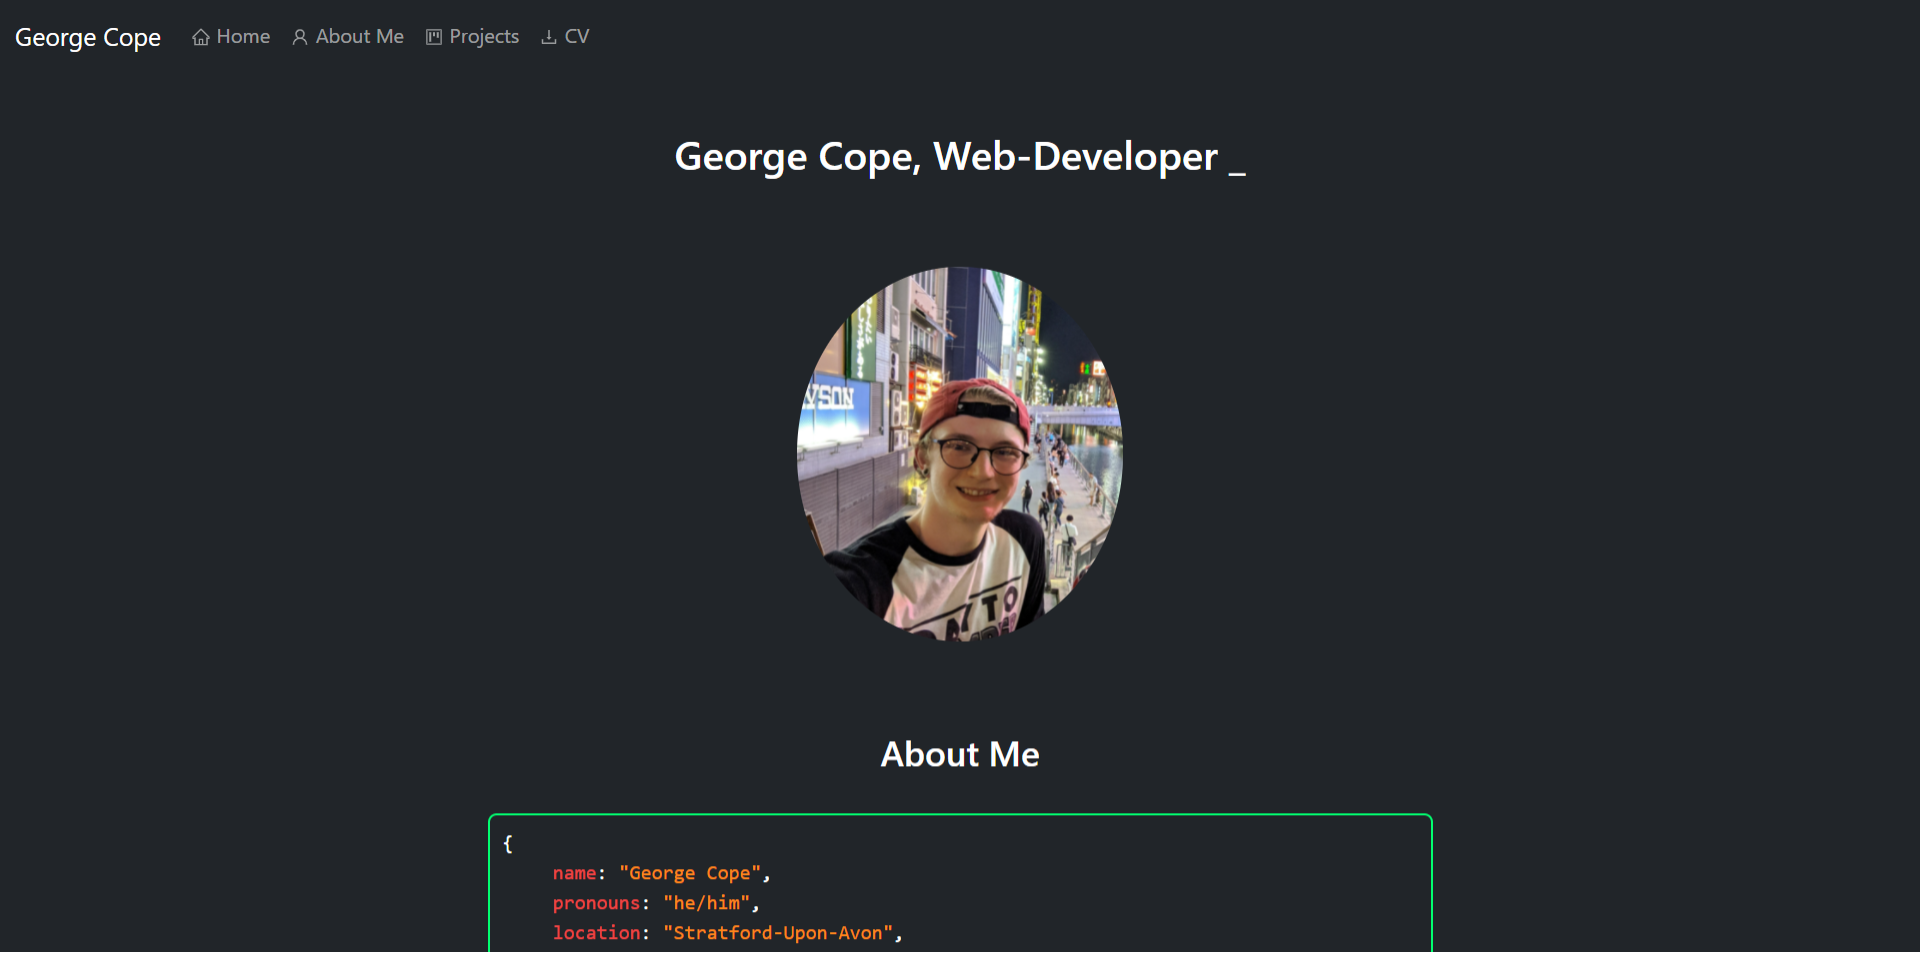 George Cope Home About Me Projects CV
George Cope, Web-Developer _
About Me
{
name: "George Cope",
pronouns: "he/him",
location: "Stratford-Upon-Avon",